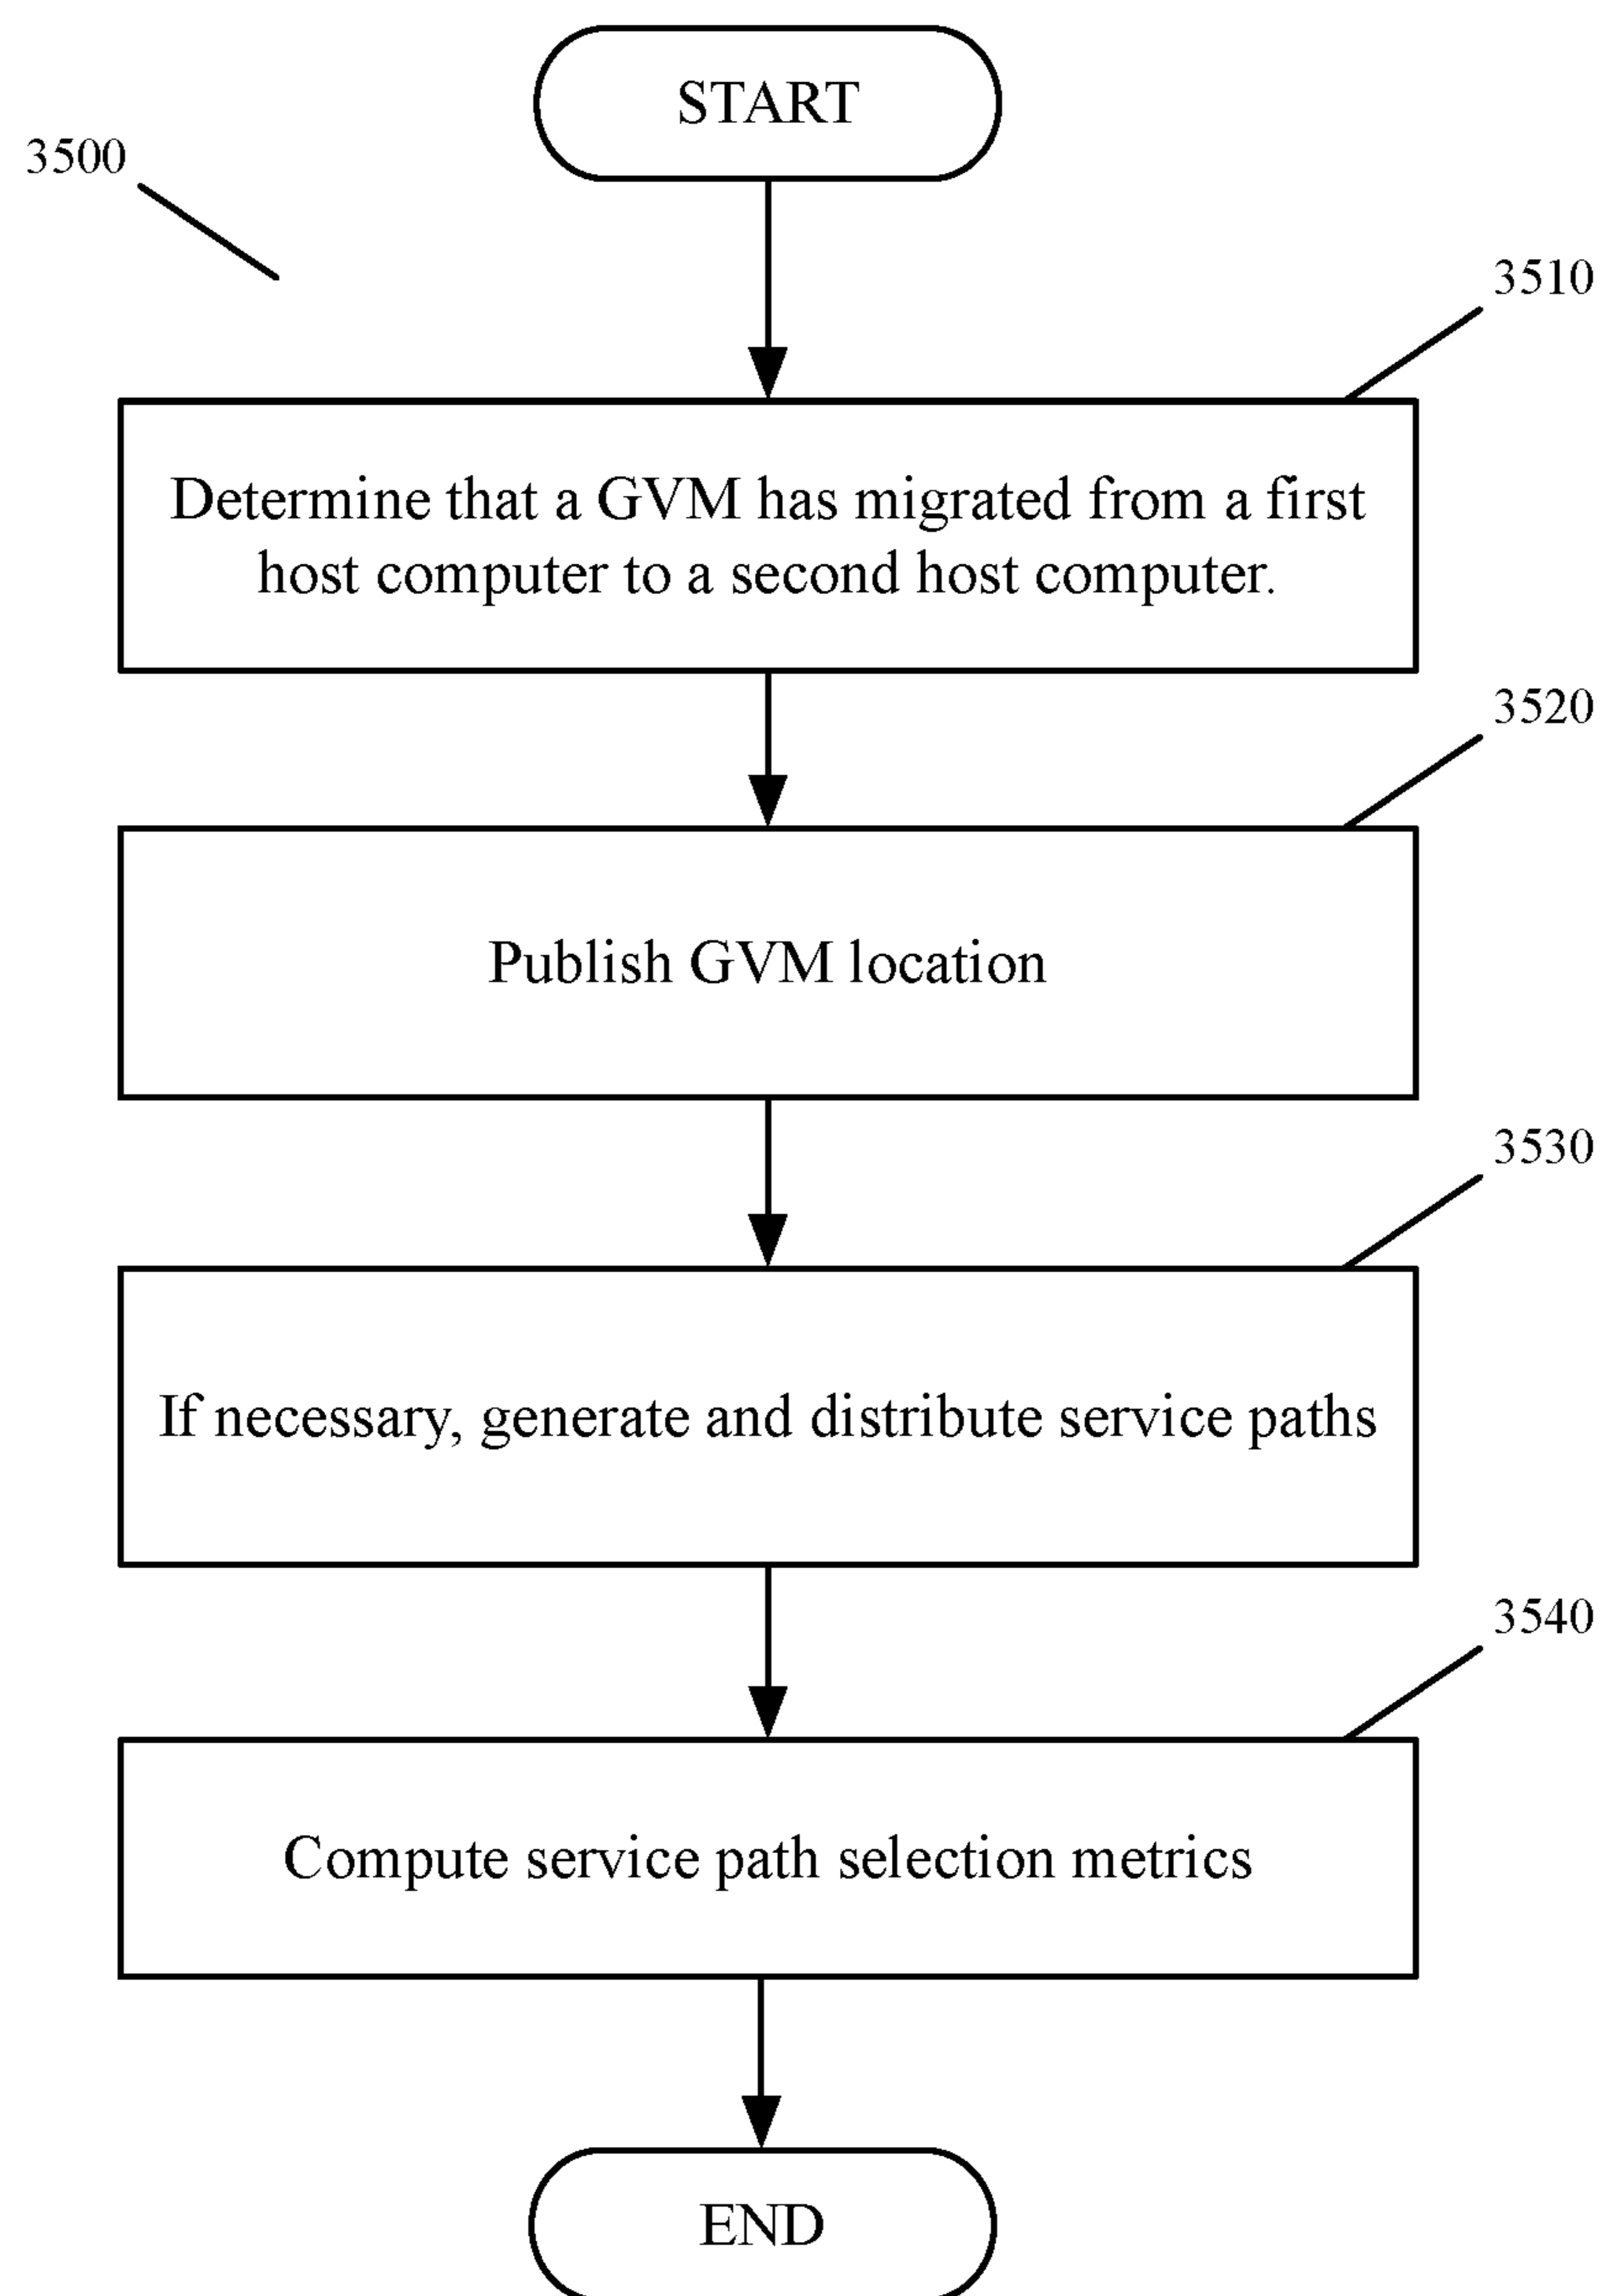 START
3500
3510
Determine that a GVM has migrated from a first
host computer to a second host computer.
3520
Publish GVM location
3530
If necessary, generate and distribute service paths
3540
Compute service path selection metrics
END